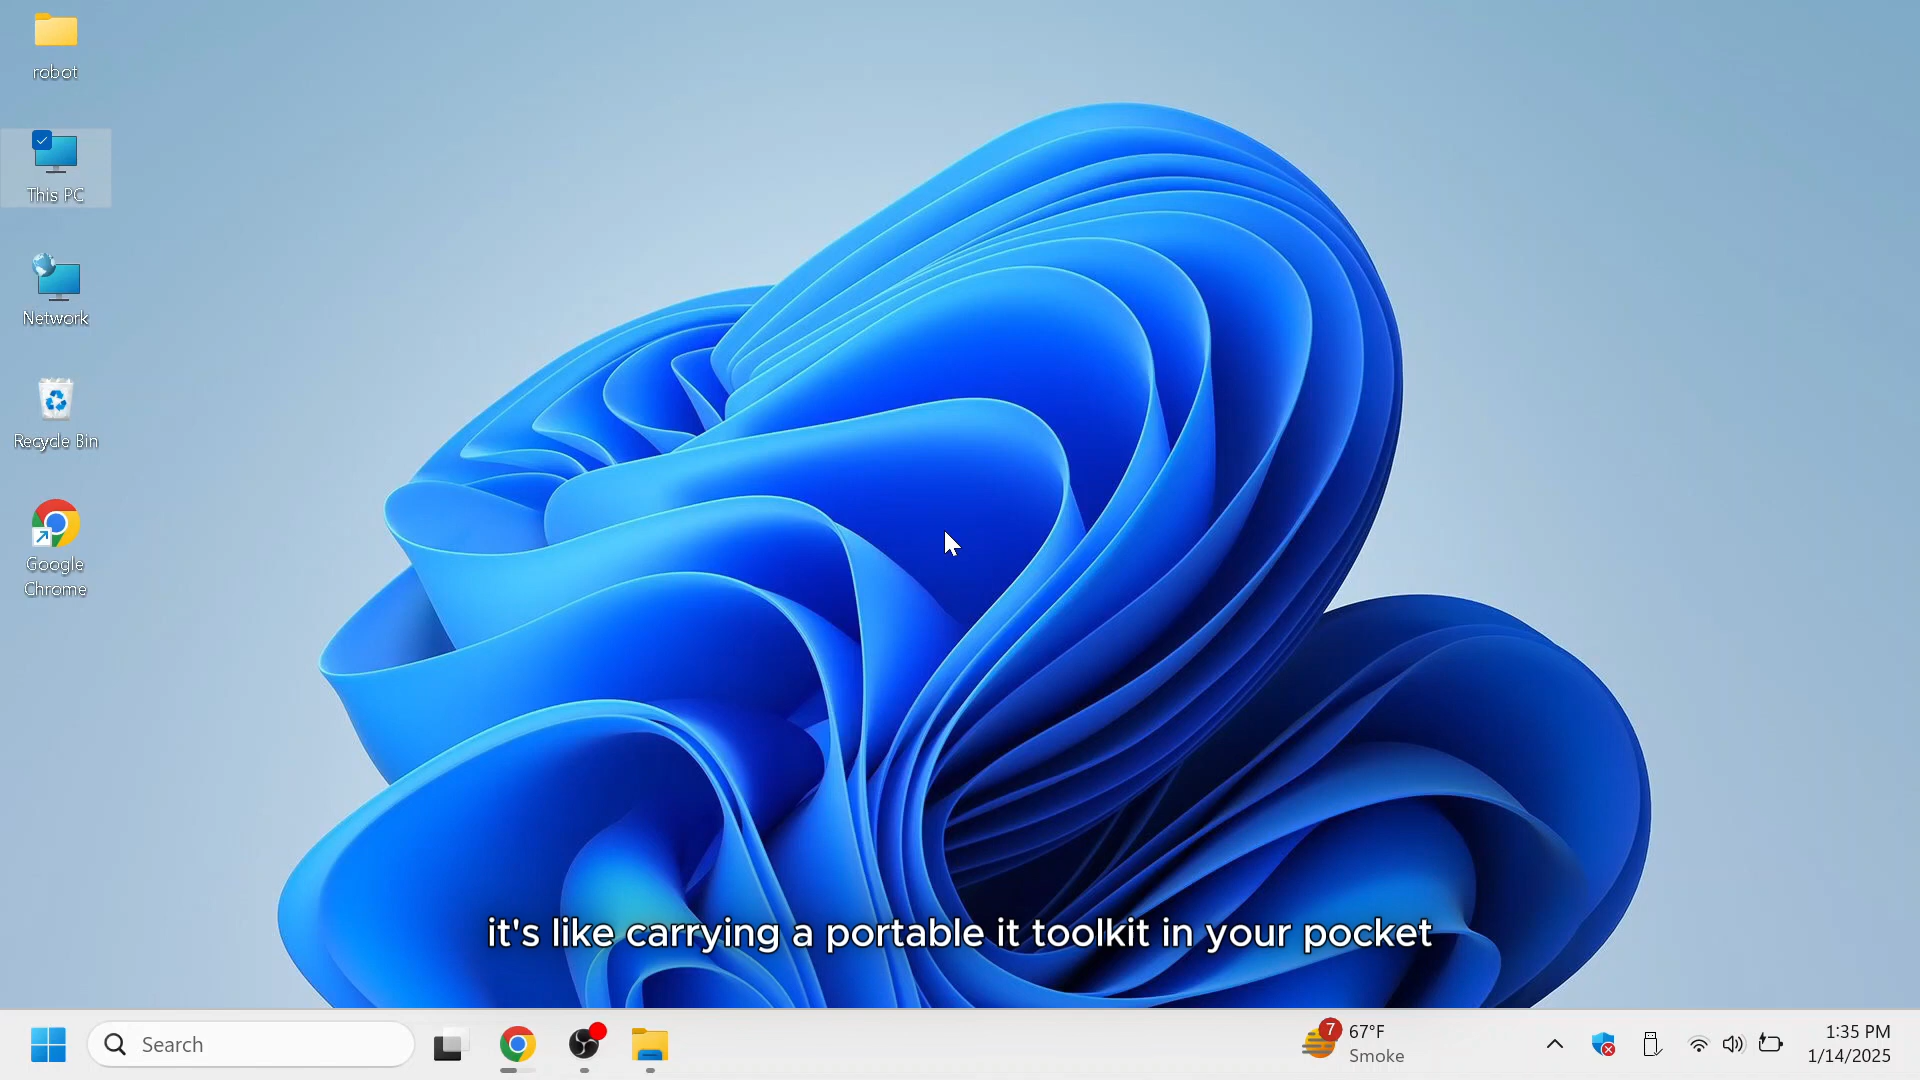 robot
This PC
Network
Recycle Bin
Google
Chrome
it's like carrying a portable it toolkit in your pocket
Search
7
67°F
Smoke
1:35 PM
1/14/2025